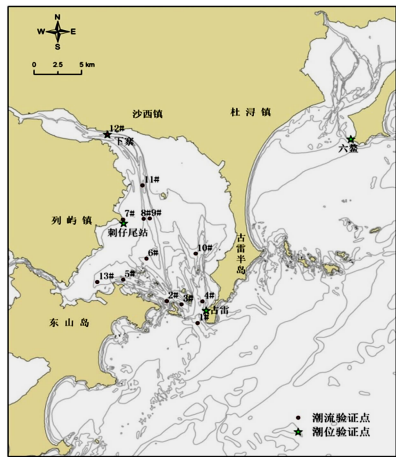 N
W E
S
0 2.5 5 km
沙西镇
杜浔镇
12#
下寨
六鳌
11#
7#
8# 9#
列屿镇
刺仔尾站
古雷半岛
10#
6#
13# 5#
2# 3# 4#
古雷
1#
东山岛
潮流验证点
潮位验证点